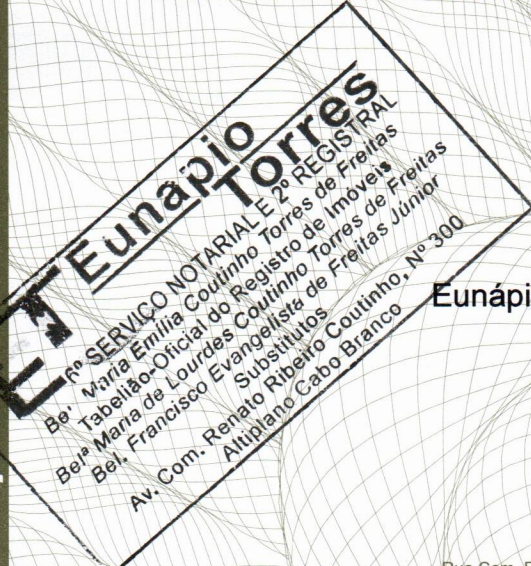 ET Eunápio
Torres
6º SERVIÇO NOTARIAL E 2º REGISTRAL
Belª Maria Emília Coutinho Torres de Freitas
Tabelião-Oficial do Registro de Imóveis
Belª Maria de Lourdes Coutinho Torres de Freitas
Bel. Francisco Evangelista de Freitas Júnior
Substitutos
Av. Com. Renato Ribeiro Coutinho, Nº 300
Altiplano Cabo Branco
Eunápi